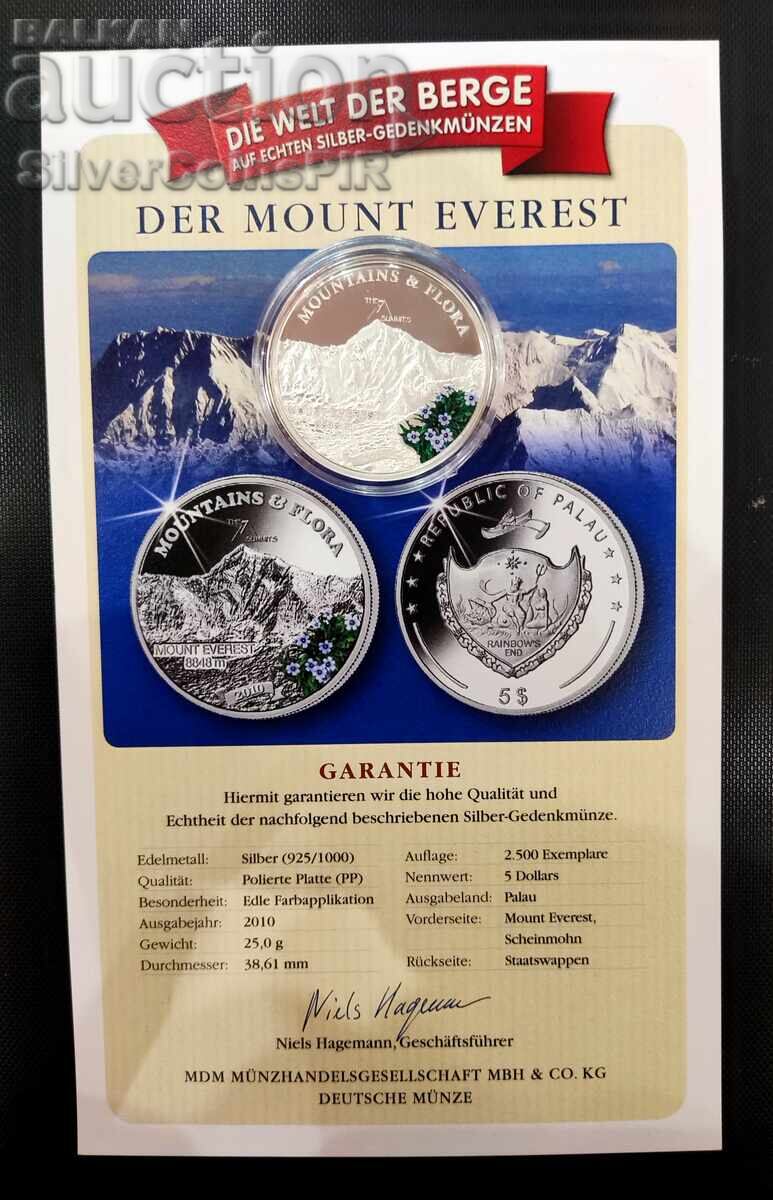 BALKAN
auction
SilverCoinsPIR
DIE WELT DER BERGE
AUF ECHTEN SILBER-GEDENKMÜNZEN
DER MOUNT EVEREST
MOUNTAINS & FLORA
THE 7 SUMMITS
MOUNTAINS & FLORA
THE 7 SUMMITS
MOUNT EVEREST
8848 m
2010
REPUBLIC OF PALAU
RAINBOW'S
END
5 $
GARANTIE
Hiermit garantieren wir die hohe Qualität und
Echtheit der nachfolgend beschriebenen Silber-Gedenkmünze.
Edelmetall: Silber (925/1000)
Qualität: Polierte Platte (PP)
Besonderheit: Edle Farbapplikation
Ausgabejahr: 2010
Gewicht: 25,0 g
Durchmesser: 38,61 mm
Auflage: 2.500 Exemplare
Nennwert: 5 Dollars
Ausgabeland: Palau
Vorderseite: Mount Everest,
Scheinmohn
Rückseite: Staatswappen
Niels Hagemann
Niels Hagemann, Geschäftsführer
MDM MÜNZHANDELSGESELLSCHAFT MBH & CO. KG
DEUTSCHE MÜNZE